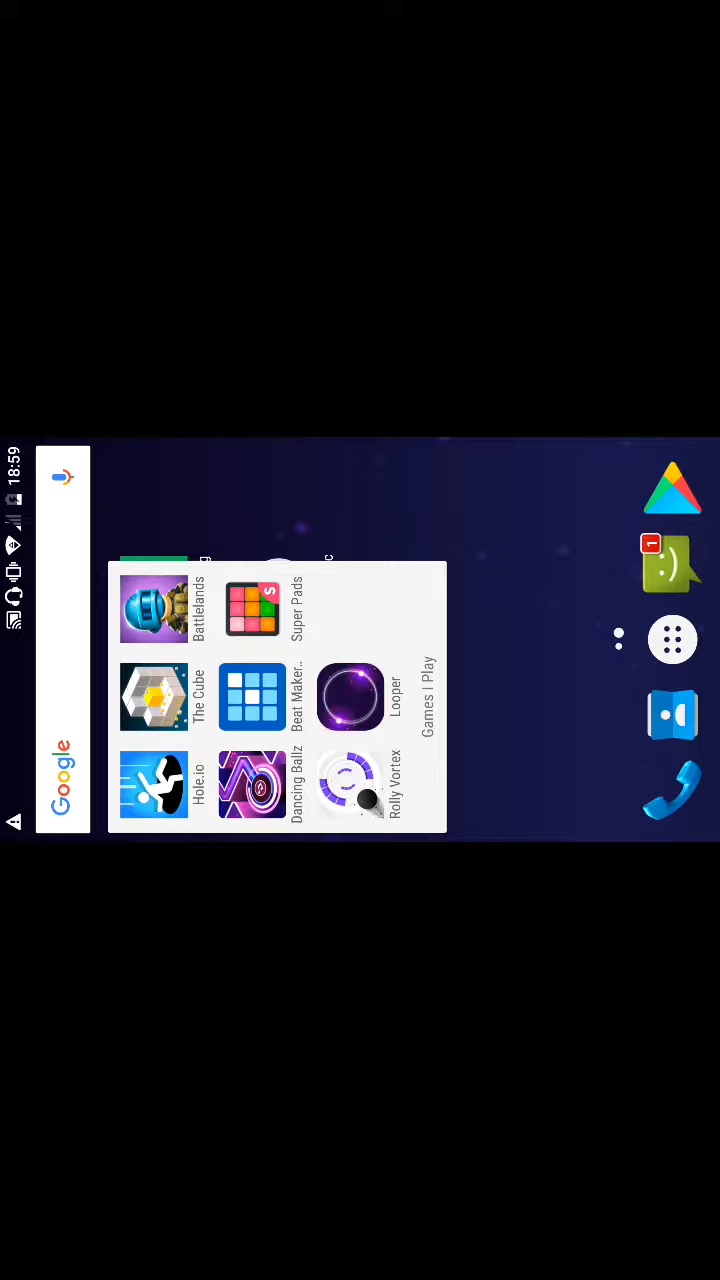 18:59
Google
g
c
Hole.io
The Cube
Battlelands
Dancing Ballz
Beat Maker..
Super Pads
$
Rolly Vortex
Looper
Games I Play
1